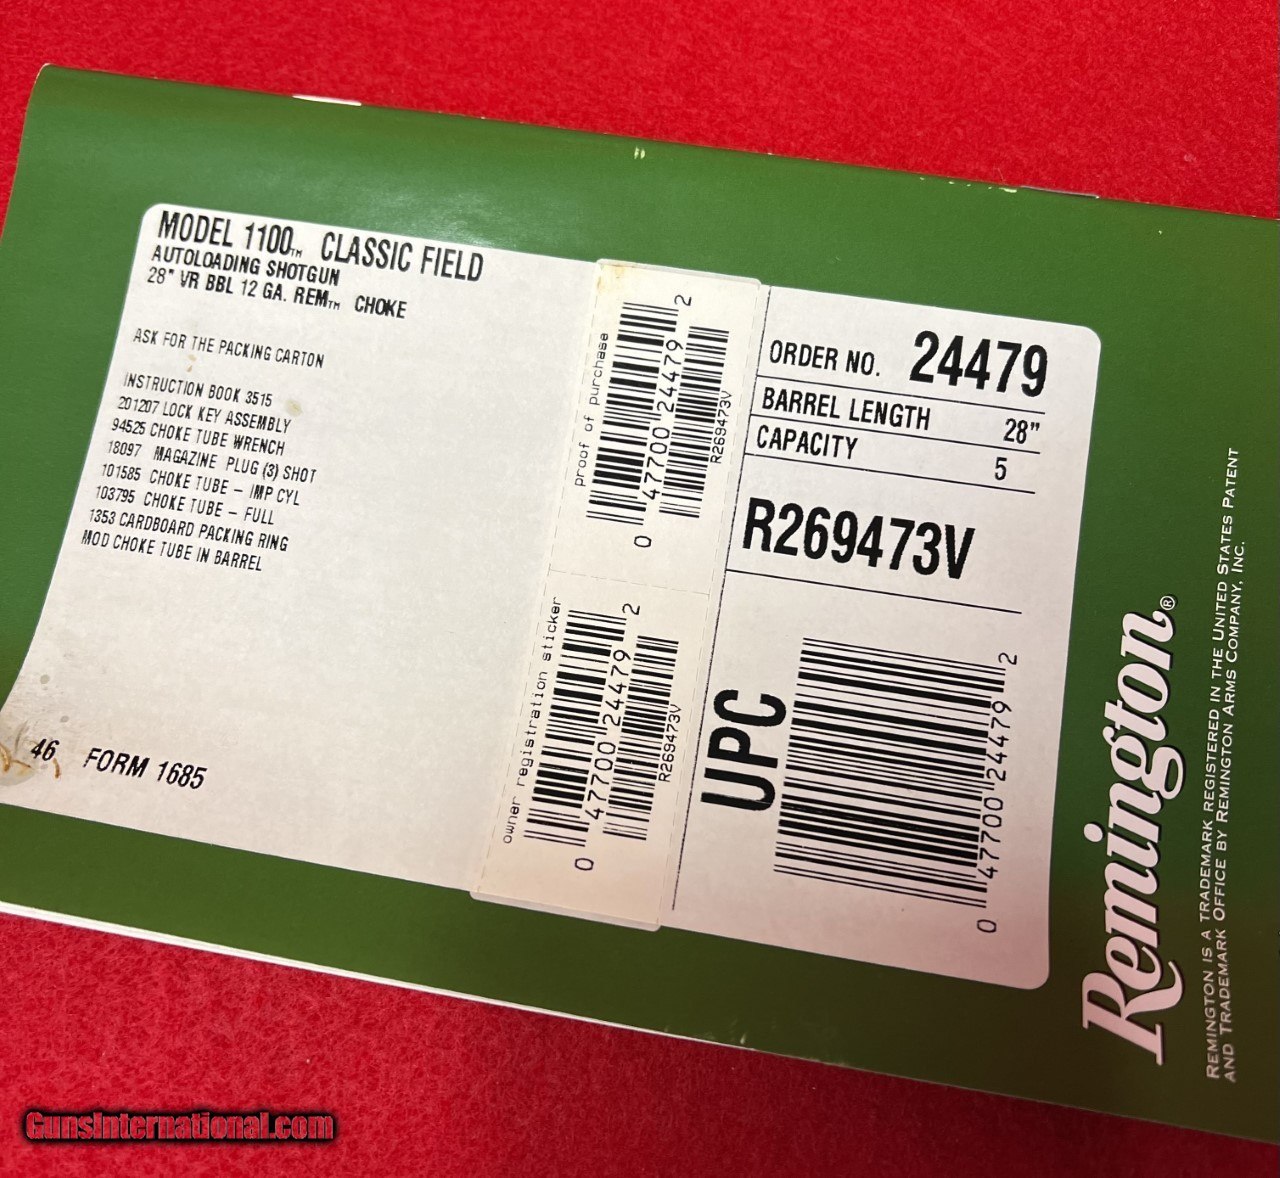 MODEL 1100™ CLASSIC FIELD
AUTOLOADING SHOTGUN
28" VR BBL 12 GA. REM™ CHOKE
ASK FOR THE PACKING CARTON
INSTRUCTION BOOK 3515
201207 LOCK KEY ASSEMBLY
94525 CHOKE TUBE WRENCH
18097 MAGAZINE PLUG (3) SHOT
101585 CHOKE TUBE – IMP CYL
103795 CHOKE TUBE – FULL
1353 CARDBOARD PACKING RING
MOD CHOKE TUBE IN BARREL
46 FORM 1685
proof of purchase
0 47700 24479 2
R269473V
owner registration sticker
0 47700 24479 2
R269473V
ORDER NO. 24479
BARREL LENGTH 28"
CAPACITY 5
R269473V
UPC
0 47700 24479 2
Remington®
REMINGTON IS A TRADEMARK REGISTERED IN THE UNITED STATES PATENT
AND TRADEMARK OFFICE BY REMINGTON ARMS COMPANY, INC.
GunsInternational.com